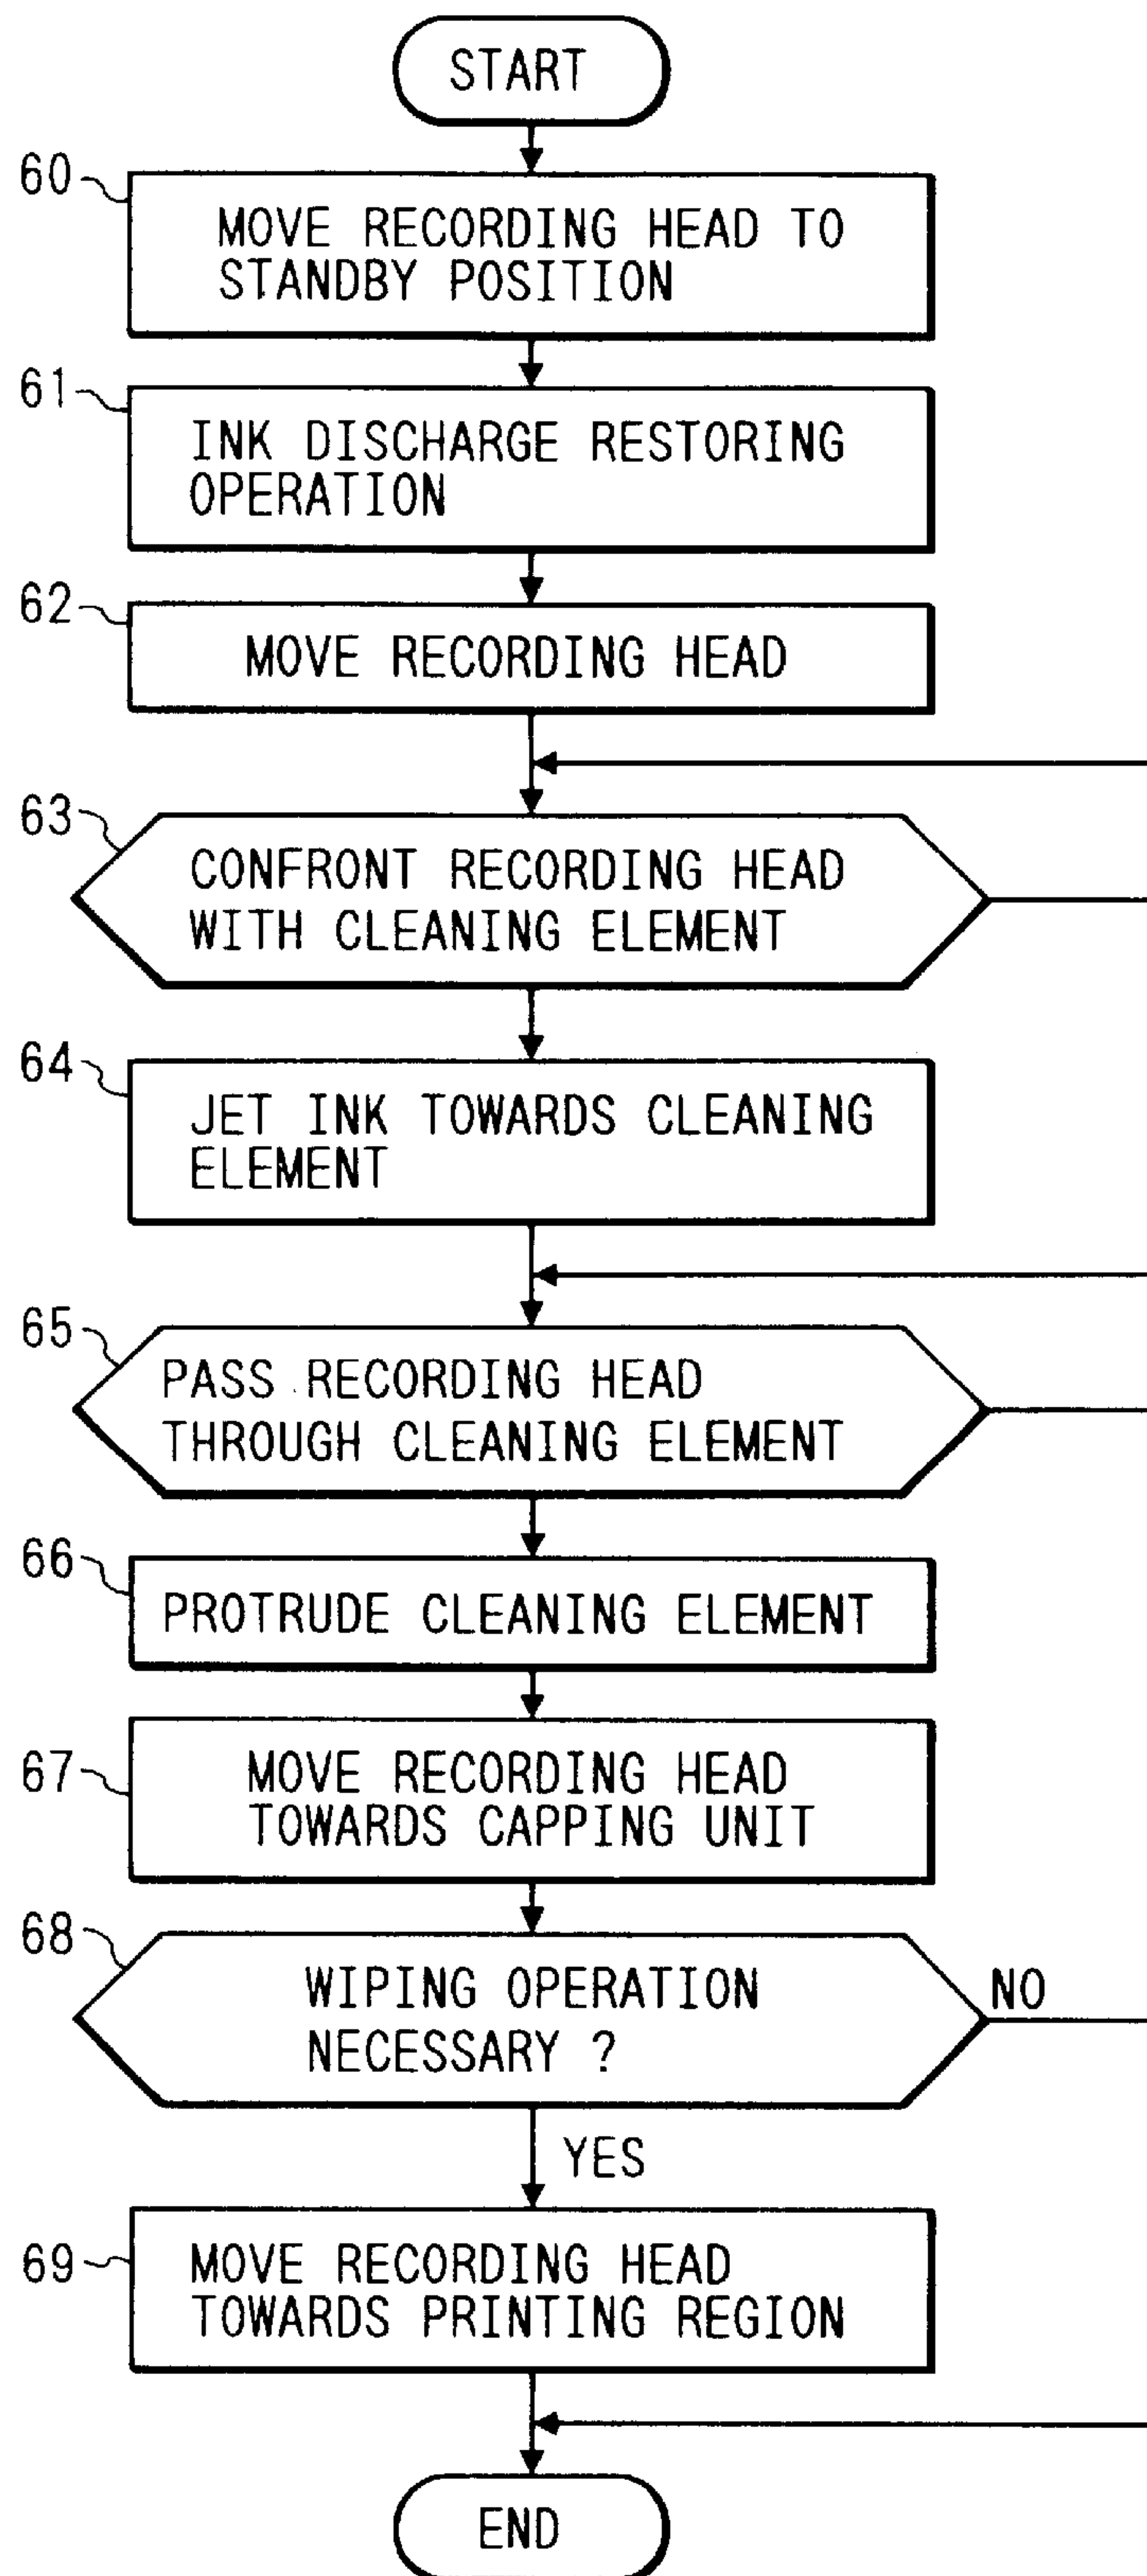 START
60
MOVE RECORDING HEAD TO
STANDBY POSITION
61
INK DISCHARGE RESTORING
OPERATION
62
MOVE RECORDING HEAD
63
CONFRONT RECORDING HEAD
WITH CLEANING ELEMENT
64
JET INK TOWARDS CLEANING
ELEMENT
65
PASS RECORDING HEAD
THROUGH CLEANING ELEMENT
66
PROTRUDE CLEANING ELEMENT
67
MOVE RECORDING HEAD
TOWARDS CAPPING UNIT
68
WIPING OPERATION
NECESSARY ?
NO
YES
69
MOVE RECORDING HEAD
TOWARDS PRINTING REGION
END